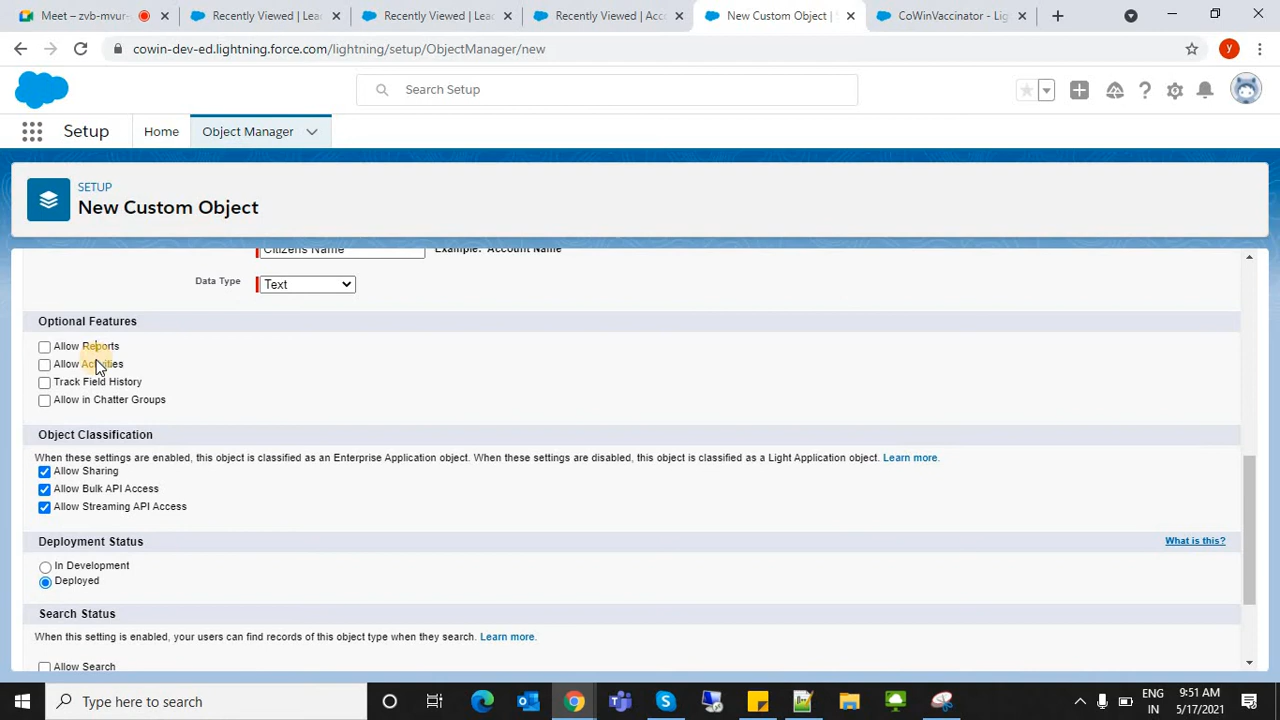 Meet – zvb-mvur-
Recently Viewed | Lea
Recently Viewed | Lea
Recently Viewed | Acc
New Custom Object | S
CoWinVaccinator - Lig
cowin-dev-ed.lightning.force.com/lightning/setup/ObjectManager/new
y
Search Setup
Setup
Home
Object Manager
SETUP
New Custom Object
Citizens Name
Example: Account Name
Data Type
Text
Optional Features
Allow Reports
Allow Activities
Track Field History
Allow in Chatter Groups
Object Classification
When these settings are enabled, this object is classified as an Enterprise Application object. When these settings are disabled, this object is classified as a Light Application object. Learn more.
Allow Sharing
Allow Bulk API Access
Allow Streaming API Access
Deployment Status
What is this?
In Development
Deployed
Search Status
When this setting is enabled, your users can find records of this object type when they search. Learn more.
Allow Search
Type here to search
ENG
IN
9:51 AM
5/17/2021